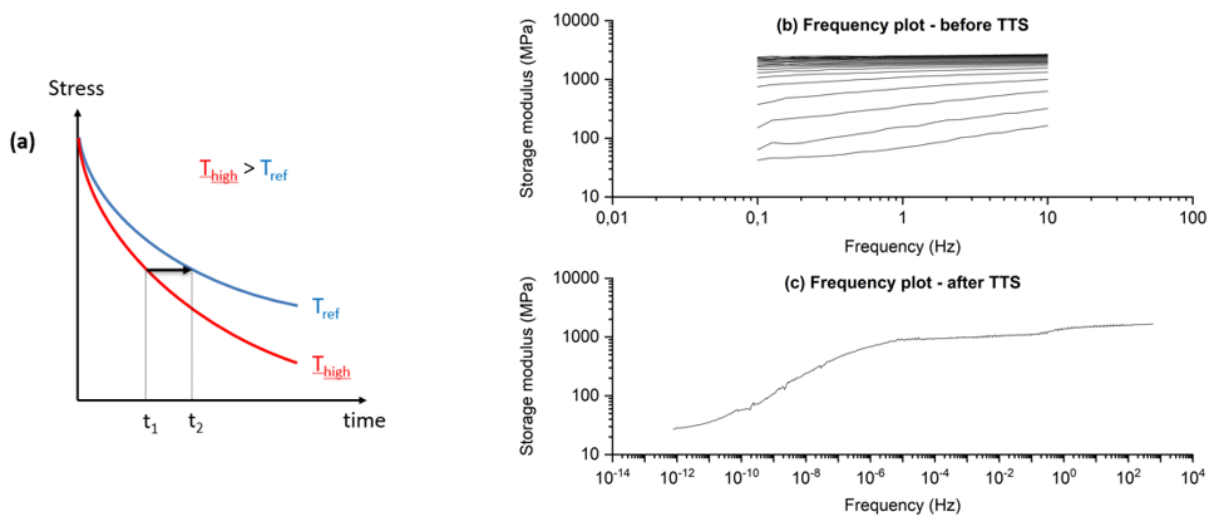 Stress
(a)
T_high > T_ref
T_ref
T_high
t_1 t_2 time
(b) Frequency plot - before TTS
Storage modulus (MPa)
10000
1000
100
10
0,01 0,1 1 10 100
Frequency (Hz)
(c) Frequency plot - after TTS
Storage modulus (MPa)
10000
1000
100
10
10^-14 10^-12 10^-10 10^-8 10^-6 10^-4 10^-2 10^0 10^2 10^4
Frequency (Hz)